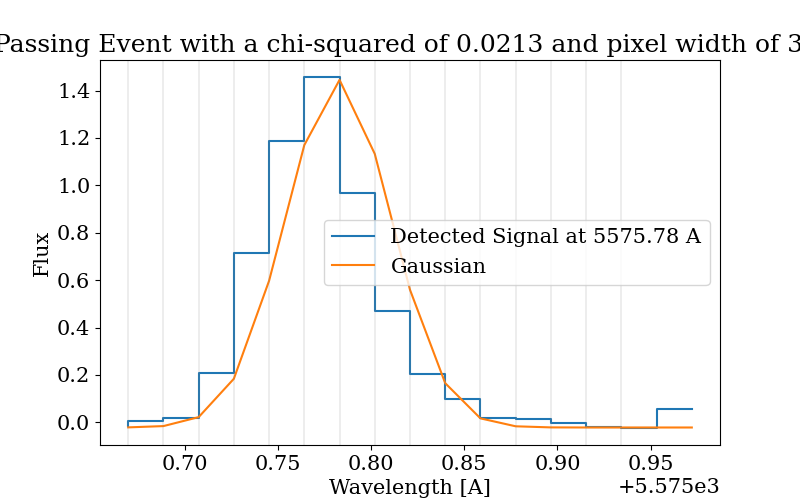 Passing Event with a chi-squared of 0.0213 and pixel width of 3
1.4
1.2
1.0
0.8
0.6
0.4
0.2
0.0
Flux
Detected Signal at 5575.78 A
Gaussian
0.70 0.75 0.80 0.85 0.90 0.95
Wavelength [A]
+5.575e3